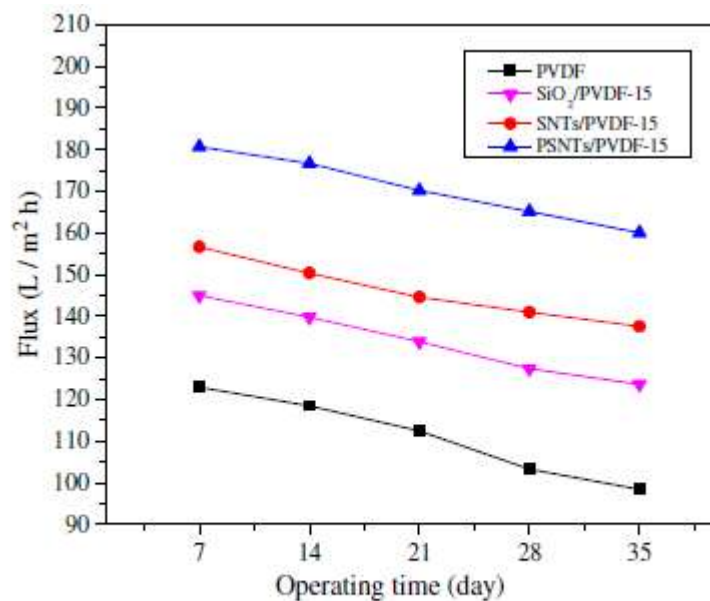 210
200
190
180
170
160
150
140
130
120
110
100
90
Flux (L / m² h)
PVDF
SiO₂/PVDF-15
SNTs/PVDF-15
PSNTs/PVDF-15
7 14 21 28 35
Operating time (day)